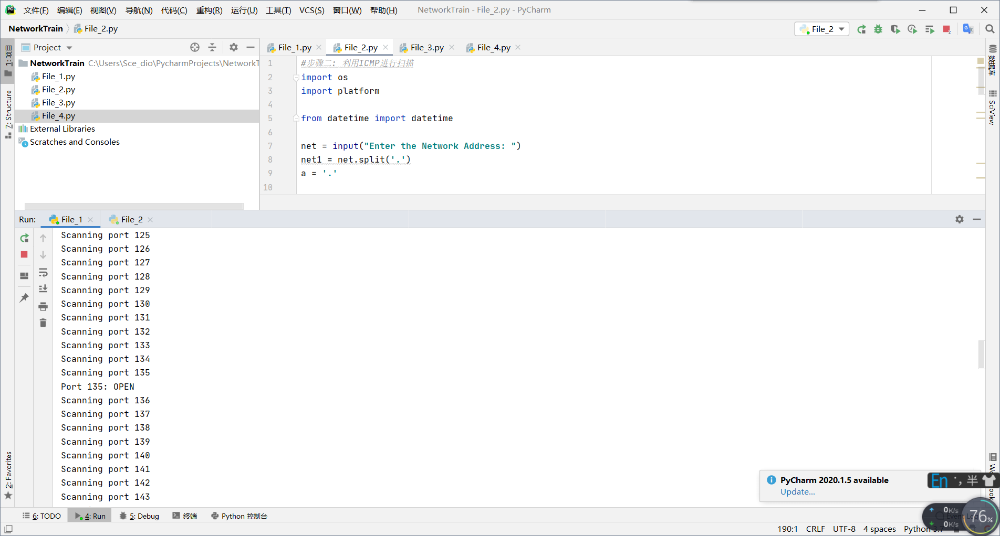 文件(F) 编辑(E) 视图(V) 导航(N) 代码(C) 重构(R) 运行(U) 工具(T) VCS(S) 窗口(W) 帮助(H) NetworkTrain - File_2.py - PyCharm
NetworkTrain File_2.py File_2
1: 项目
Project
NetworkTrain C:\Users\Sce_dio\PycharmProjects\NetworkT
File_1.py
File_2.py
File_3.py
File_4.py
External Libraries
Scratches and Consoles
7: Structure
File_1.py File_2.py File_3.py File_4.py
1 #步骤二: 利用ICMP进行扫描
2 import os
3 import platform
4
5 from datetime import datetime
6
7 net = input("Enter the Network Address: ")
8 net1 = net.split('.')
9 a = '.'
10
数据库
SciView
Run: File_1 File_2
Scanning port 125
Scanning port 126
Scanning port 127
Scanning port 128
Scanning port 129
Scanning port 130
Scanning port 131
Scanning port 132
Scanning port 133
Scanning port 134
Scanning port 135
Port 135: OPEN
Scanning port 136
Scanning port 137
Scanning port 138
Scanning port 139
Scanning port 140
Scanning port 141
Scanning port 142
Scanning port 143
2: Favorites
PyCharm 2020.1.5 available
Update...
En 半
0K/s
0K/s
76%
6: TODO 4: Run 5: Debug 终端 Python 控制台 Event Log
190:1 CRLF UTF-8 4 spaces Python 3.7